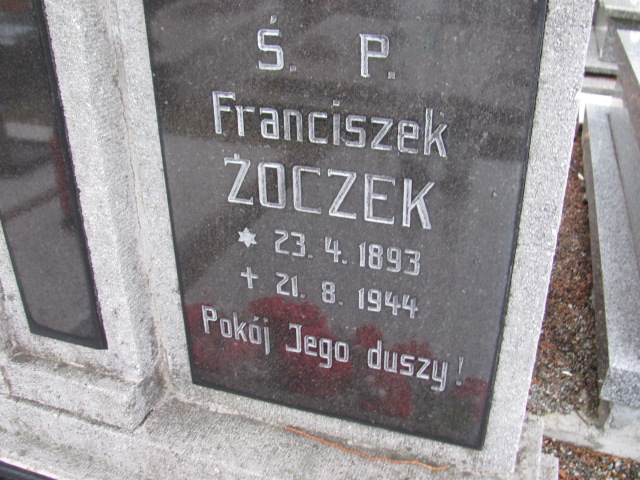 Ś. P.
Franciszek
ŻOCZEK
* 23. 4. 1893
+ 21. 8. 1944
Pokój Jego duszy!